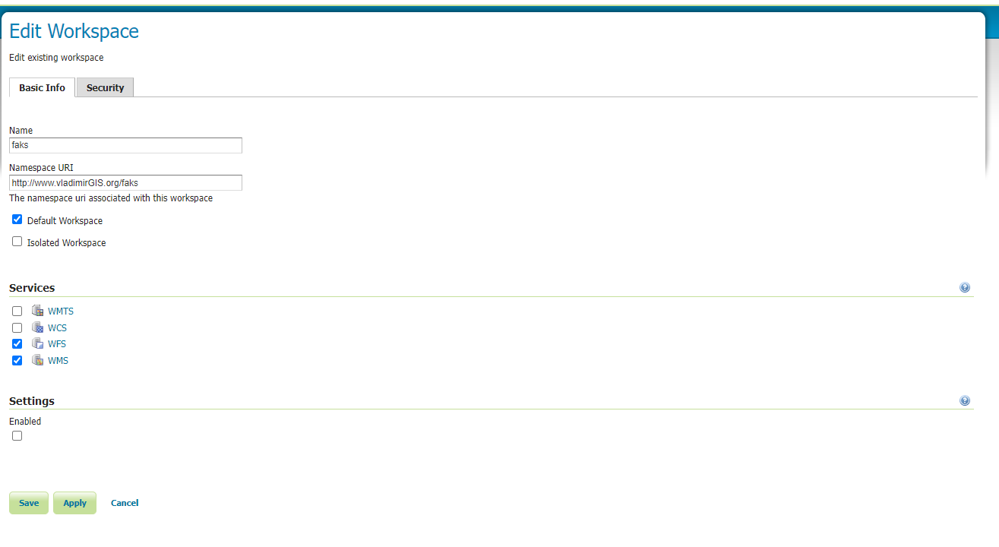 Edit Workspace
Edit existing workspace
Basic Info Security
Name
faks
Namespace URI
http://www.vladimirGIS.org/faks
The namespace uri associated with this workspace
Default Workspace
Isolated Workspace
Services
WMTS
WCS
WFS
WMS
Settings
Enabled
Save Apply Cancel